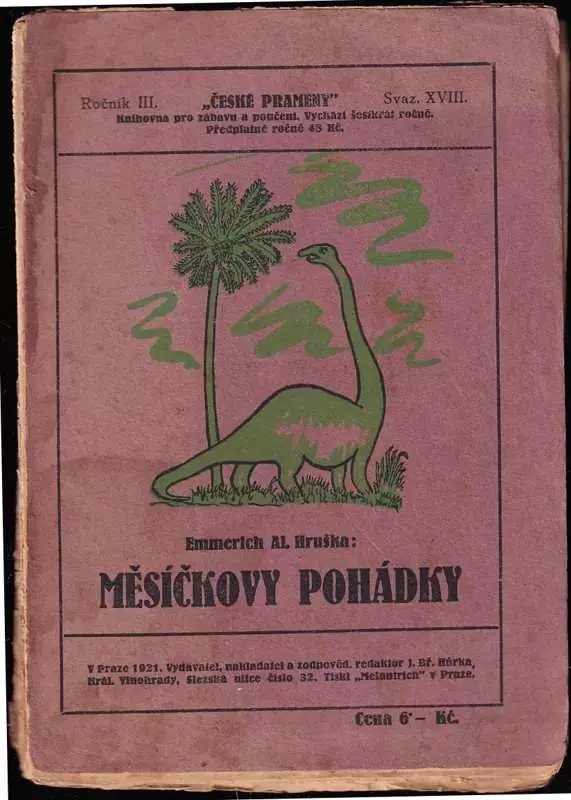 Ročník III. „ČESKÉ PRAMENY" Svaz. XVIII.
Knihovna pro zábavu a poučení. Vychází šesikrát ročně.
Předplatné ročně 48 Kč.
Emmerich Al. Hruška:
MĚSÍČKOVY POHÁDKY
V Praze 1921. Vydavatel, nakladatel a zodpověd. redaktor J. Bř. Hůrka,
Král. Vinohrady, Slezská ulice číslo 32. Tiskl „Melantrich" v Praze.
Cena 6·— Kč.